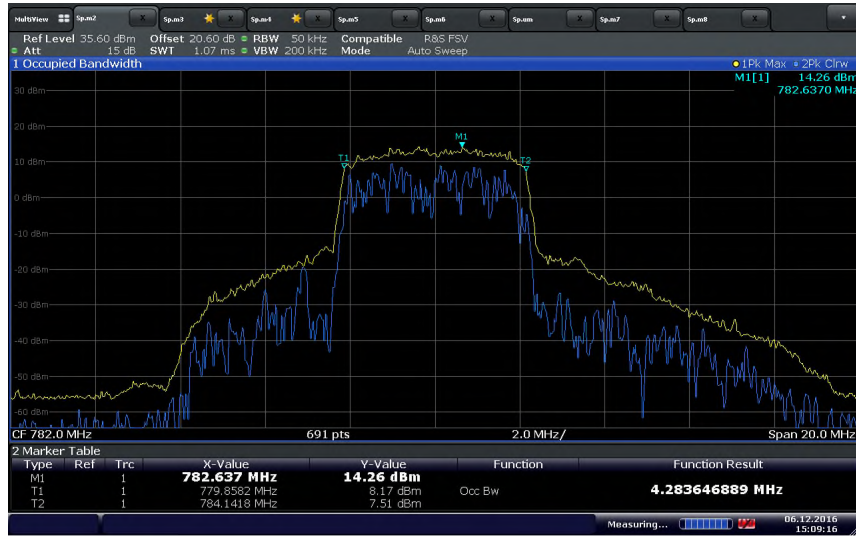 MultiView Sp.m2 X Sp.m3 X Sp.m4 X Sp.m5 X Sp.m6 X Sp.um X Sp.m7 X Sp.m8 X
Ref Level 35.60 dBm Offset 20.60 dB RBW 50 kHz Compatible R&S FSV
Att 15 dB SWT 1.07 ms VBW 200 kHz Mode Auto Sweep
1 Occupied Bandwidth 1Pk Max 2Pk Clrw
M1[1] 14.26 dBm
782.6370 MHz
30 dBm
20 dBm
M1
10 dBm
T1 T2
0 dBm
-10 dBm
-20 dBm
-30 dBm
-40 dBm
-50 dBm
-60 dBm
CF 782.0 MHz 691 pts 2.0 MHz/ Span 20.0 MHz
2 Marker Table
Type Ref Trc X-Value Y-Value Function Function Result
M1 1 782.637 MHz 14.26 dBm
T1 1 779.8582 MHz 8.17 dBm Occ Bw 4.283646889 MHz
T2 1 784.1418 MHz 7.51 dBm
Measuring... 06.12.2016
15:09:16